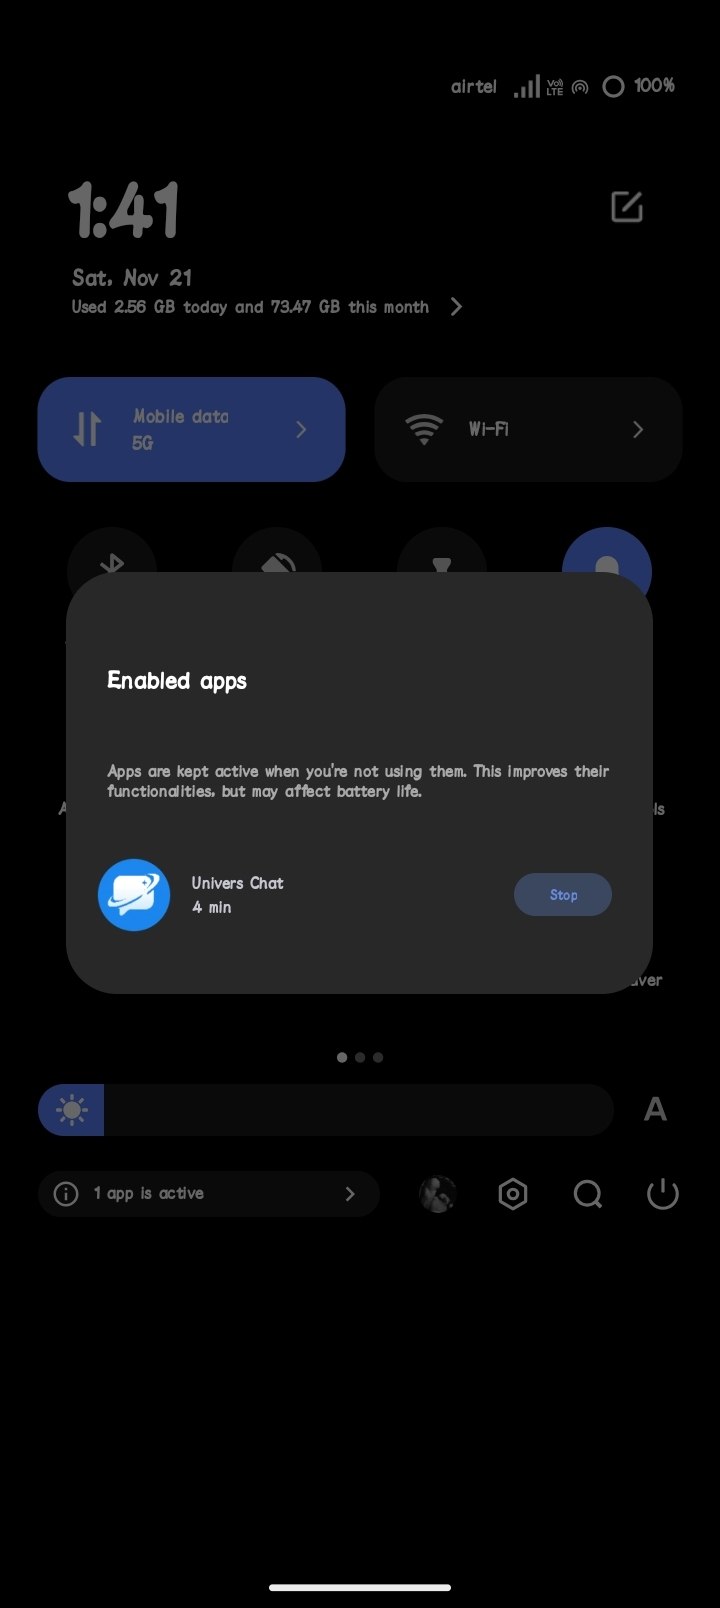 airtel Vo) LTE 100%
1:41
Sat, Nov 21
Used 2.56 GB today and 73.47 GB this month
Mobile data
5G
Wi-Fi
Enabled apps
Apps are kept active when you're not using them. This improves their
functionalities, but may affect battery life.
Univers Chat
4 min
Stop
A
1 app is active